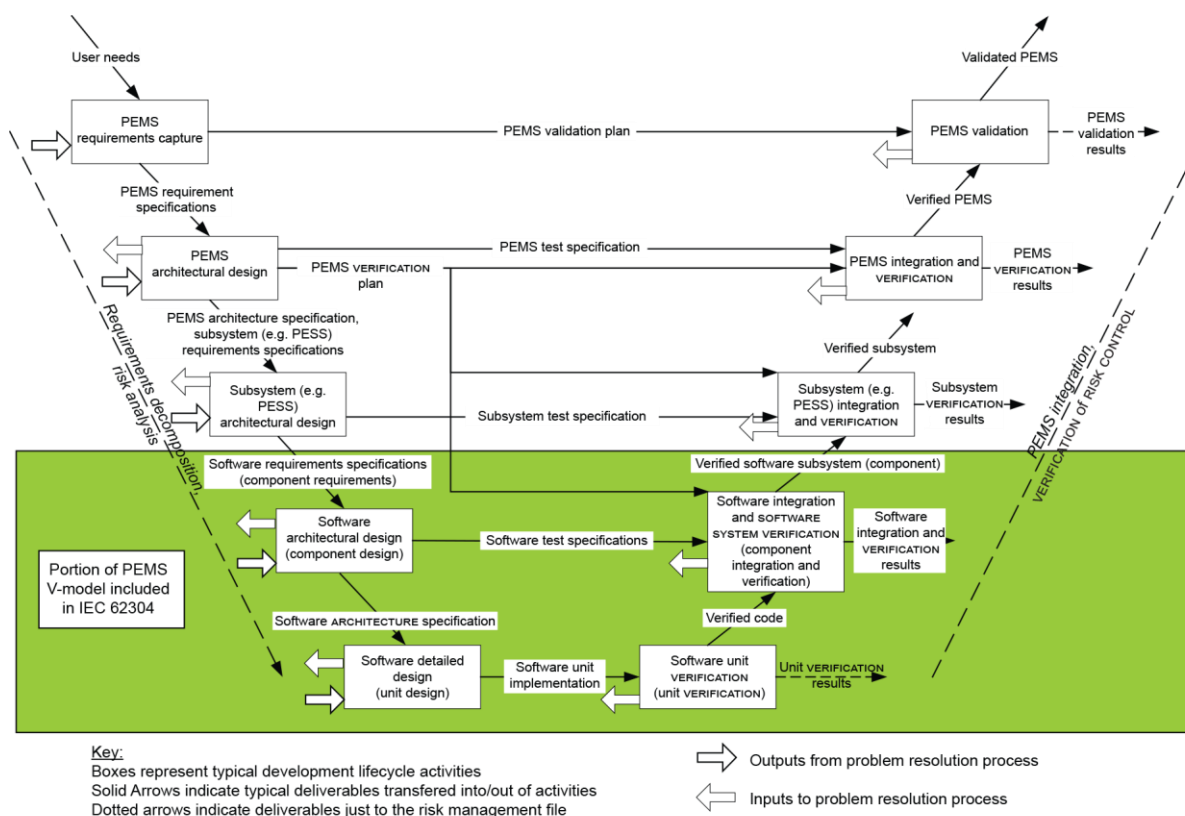 User needs
Validated PEMS
PEMS
requirements capture
PEMS validation plan
PEMS validation
PEMS
validation
results
PEMS requirement
specifications
Verified PEMS
PEMS
architectural design
PEMS test specification
PEMS VERIFICATION
plan
PEMS integration and
VERIFICATION
PEMS
VERIFICATION
results
Requirements decomposition,
risk analysis
PEMS architecture specification,
subsystem (e.g. PESS)
requirements specifications
Verified subsystem
PEMS integration,
VERIFICATION of RISK CONTROL
Subsystem (e.g.
PESS)
architectural design
Subsystem test specification
Subsystem (e.g.
PESS) integration
and VERIFICATION
Subsystem
VERIFICATION
results
Software requirements specifications
(component requirements)
Verified software subsystem (component)
Software
architectural design
(component design)
Software test specifications
Software integration
and SOFTWARE
SYSTEM VERIFICATION
(component
integration and
verification)
Software
integration and
VERIFICATION
results
Portion of PEMS
V-model included
in IEC 62304
Software ARCHITECTURE specification
Verified code
Software detailed
design
(unit design)
Software unit
implementation
Software unit
VERIFICATION
(unit VERIFICATION)
Unit VERIFICATION
results
Key:
Boxes represent typical development lifecycle activities
Solid Arrows indicate typical deliverables transfered into/out of activities
Dotted arrows indicate deliverables just to the risk management file
Outputs from problem resolution process
Inputs to problem resolution process